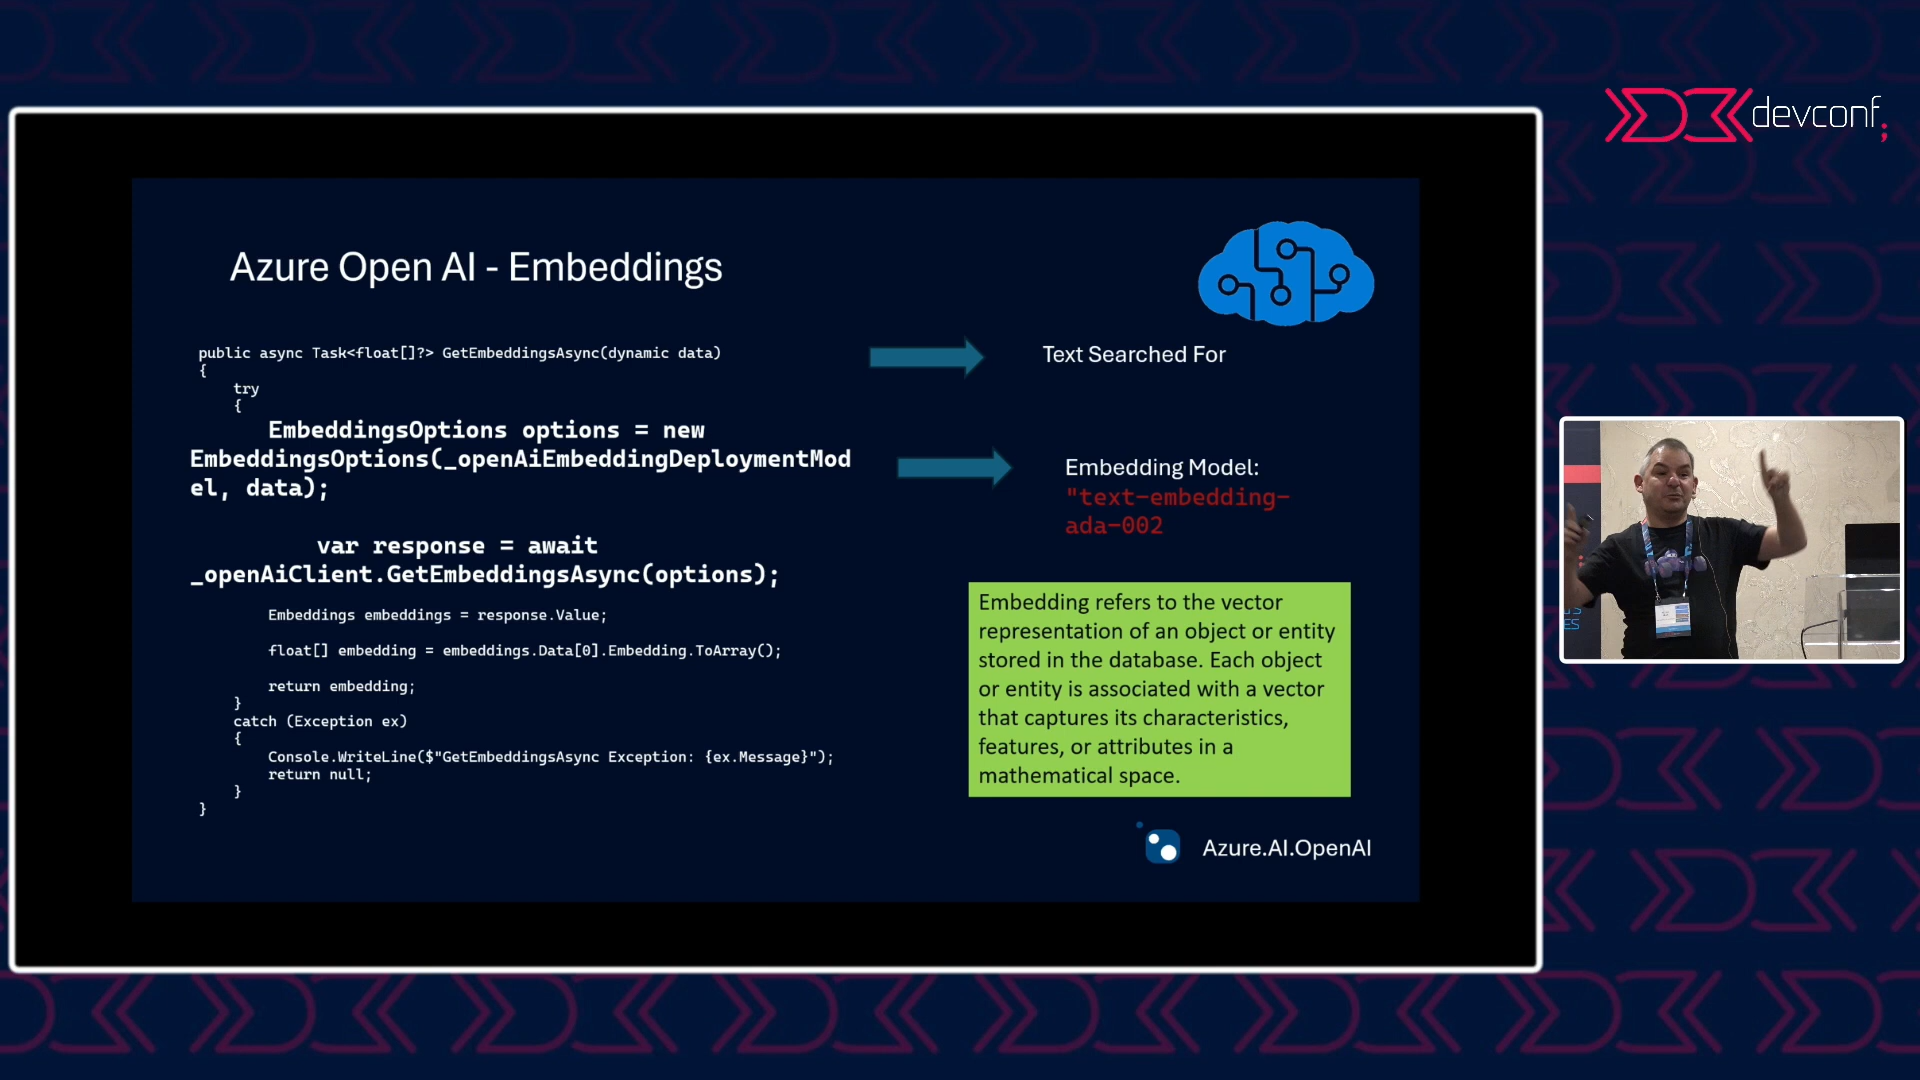 devconf;
Azure Open AI - Embeddings
public async Task<float[]?> GetEmbeddingsAsync(dynamic data)
{
try
{
EmbeddingsOptions options = new
EmbeddingsOptions(_openAiEmbeddingDeploymentMod
el, data);
var response = await
_openAiClient.GetEmbeddingsAsync(options);
Embeddings embeddings = response.Value;
float[] embedding = embeddings.Data[0].Embedding.ToArray();
return embedding;
}
catch (Exception ex)
{
Console.WriteLine($"GetEmbeddingsAsync Exception: {ex.Message}");
return null;
}
}
Text Searched For
Embedding Model:
"text-embedding-
ada-002
Embedding refers to the vector
representation of an object or entity
stored in the database. Each object
or entity is associated with a vector
that captures its characteristics,
features, or attributes in a
mathematical space.
Azure.AI.OpenAI